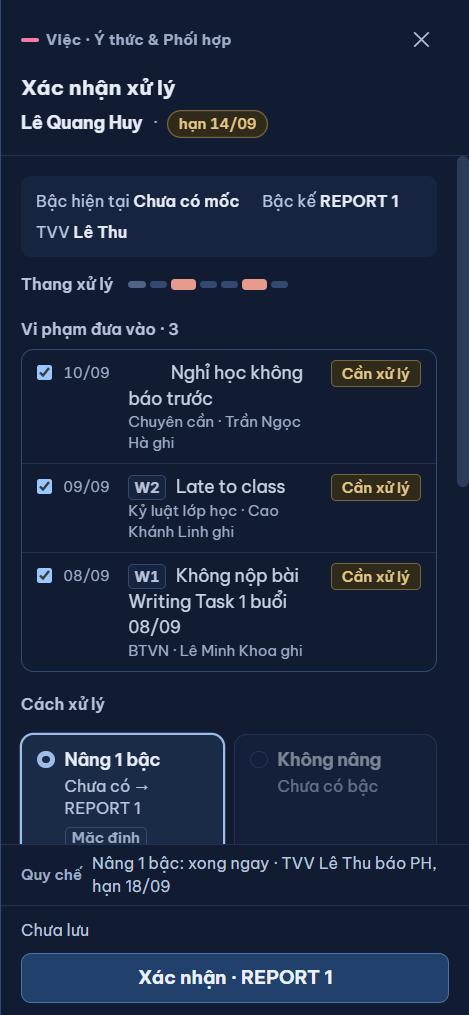 Việc · Ý thức & Phối hợp
Xác nhận xử lý
Lê Quang Huy · hạn 14/09
Bậc hiện tại Chưa có mốc Bậc kế REPORT 1
TVV Lê Thu
Thang xử lý
Vi phạm đưa vào · 3
10/09 Nghỉ học không Cần xử lý
báo trước
Chuyên cần · Trần Ngọc
Hà ghi
09/09 W2 Late to class Cần xử lý
Kỷ luật lớp học · Cao
Khánh Linh ghi
08/09 W1 Không nộp bài Cần xử lý
Writing Task 1 buổi
08/09
BTVN · Lê Minh Khoa ghi
Cách xử lý
Nâng 1 bậc Không nâng
Chưa có → Chưa có bậc
REPORT 1
Mặc định
Quy chế Nâng 1 bậc: xong ngay · TVV Lê Thu báo PH,
hạn 18/09
Chưa lưu
Xác nhận · REPORT 1